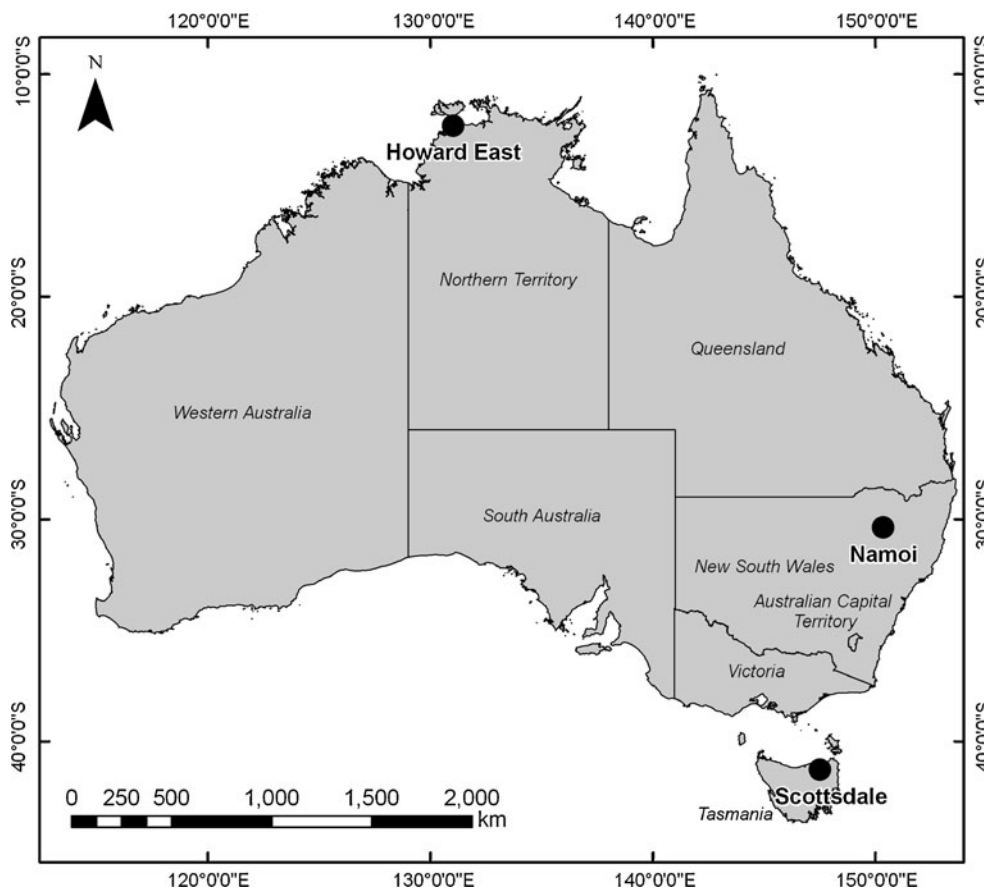 120°0'0"E 130°0'0"E 140°0'0"E 150°0'0"E
10°0'0"S
10°0'0"S
N
Howard East
Northern Territory
20°0'0"S
20°0'0"S
Queensland
Western Australia
South Australia
30°0'0"S
30°0'0"S
Namoi
New South Wales
Australian Capital
Territory
Victoria
40°0'0"S
40°0'0"S
Scottsdale
Tasmania
0 250 500 1,000 1,500 2,000
km
120°0'0"E 130°0'0"E 140°0'0"E 150°0'0"E